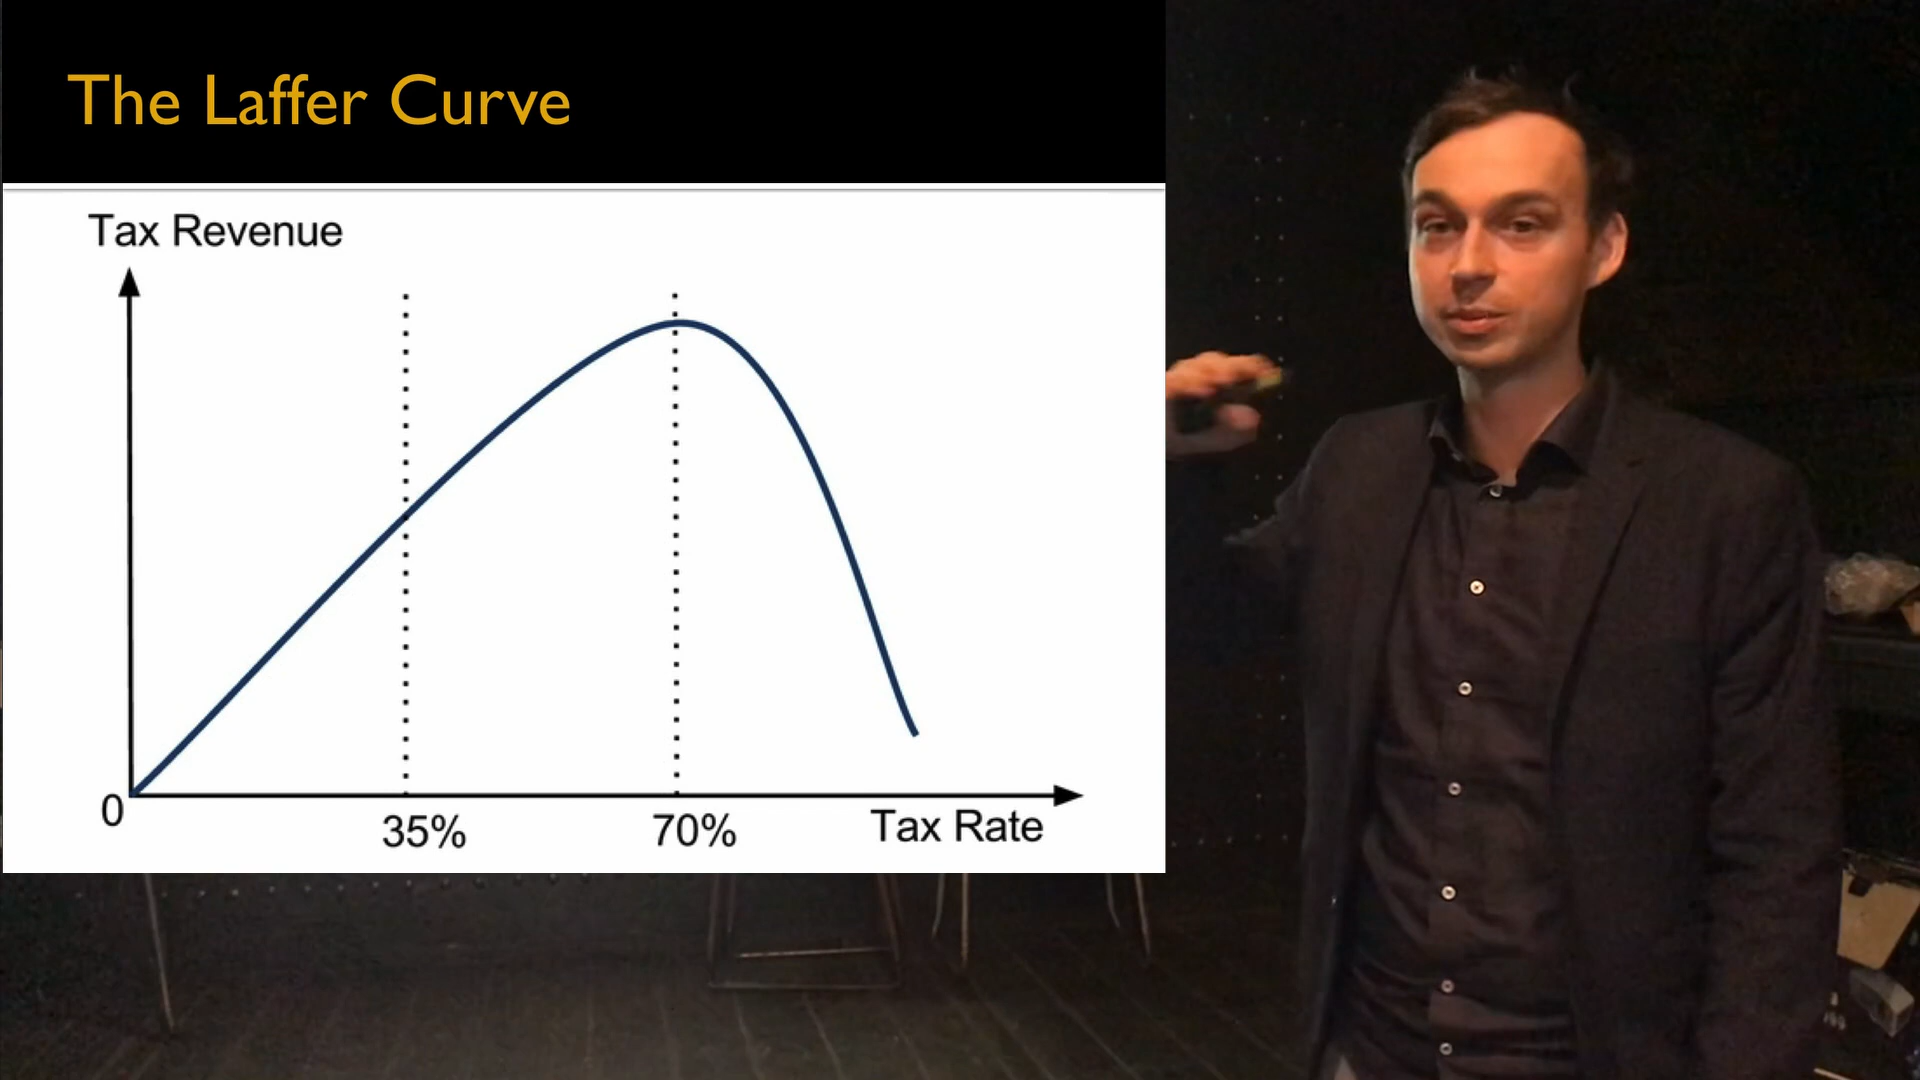 The Laffer Curve
Tax Revenue
0
35%
70%
Tax Rate